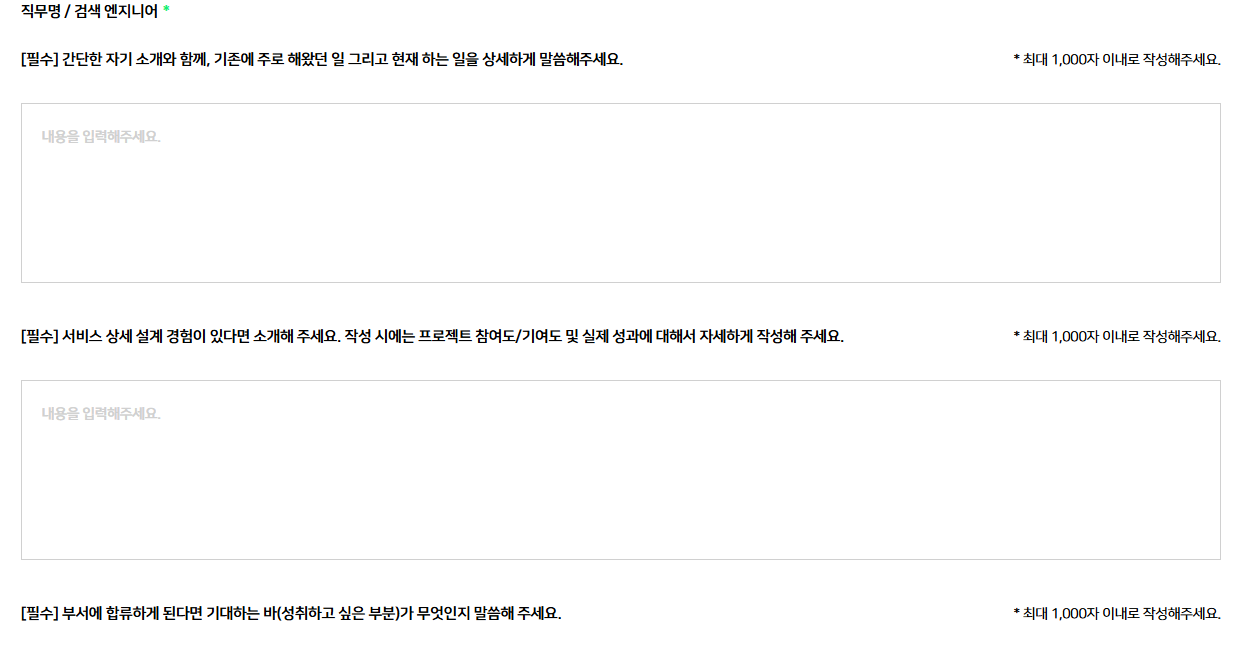 직무명 / 검색 엔지니어 *
[필수] 간단한 자기 소개와 함께, 기존에 주로 해왔던 일 그리고 현재 하는 일을 상세하게 말씀해주세요. * 최대 1,000자 이내로 작성해주세요.
내용을 입력해주세요.
[필수] 서비스 상세 설계 경험이 있다면 소개해 주세요. 작성 시에는 프로젝트 참여도/기여도 및 실제 성과에 대해서 자세하게 작성해 주세요. * 최대 1,000자 이내로 작성해주세요.
내용을 입력해주세요.
[필수] 부서에 합류하게 된다면 기대하는 바(성취하고 싶은 부분)가 무엇인지 말씀해 주세요. * 최대 1,000자 이내로 작성해주세요.